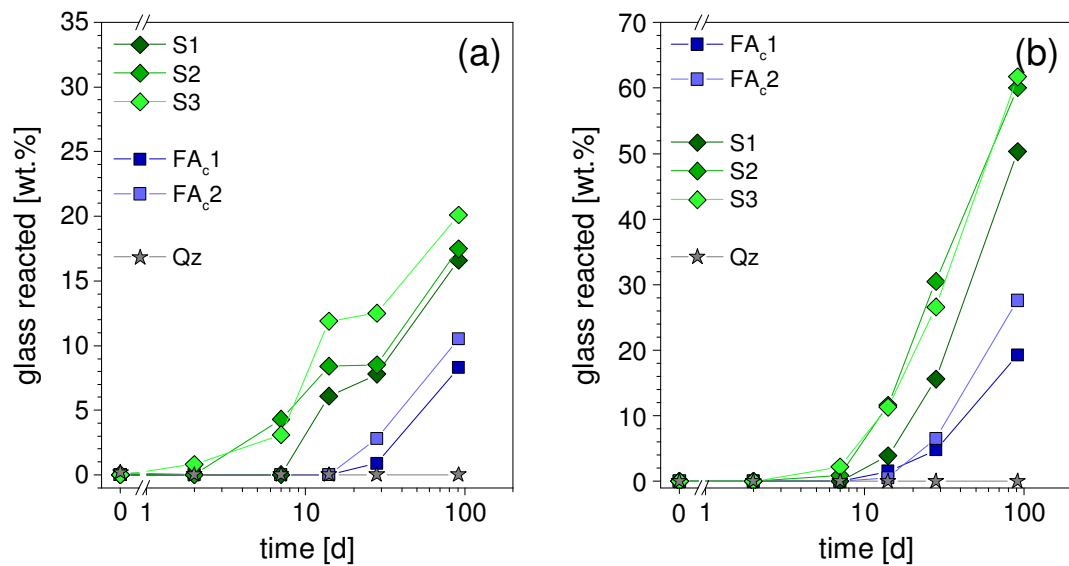 (a)
S1
S2
S3
FAc1
FAc2
Qz
35
30
25
20
15
10
5
0
glass reacted [wt.%]
0 1 10 100
time [d]
(b)
FAc1
FAc2
S1
S2
S3
Qz
70
60
50
40
30
20
10
0
glass reacted [wt.%]
0 1 10 100
time [d]